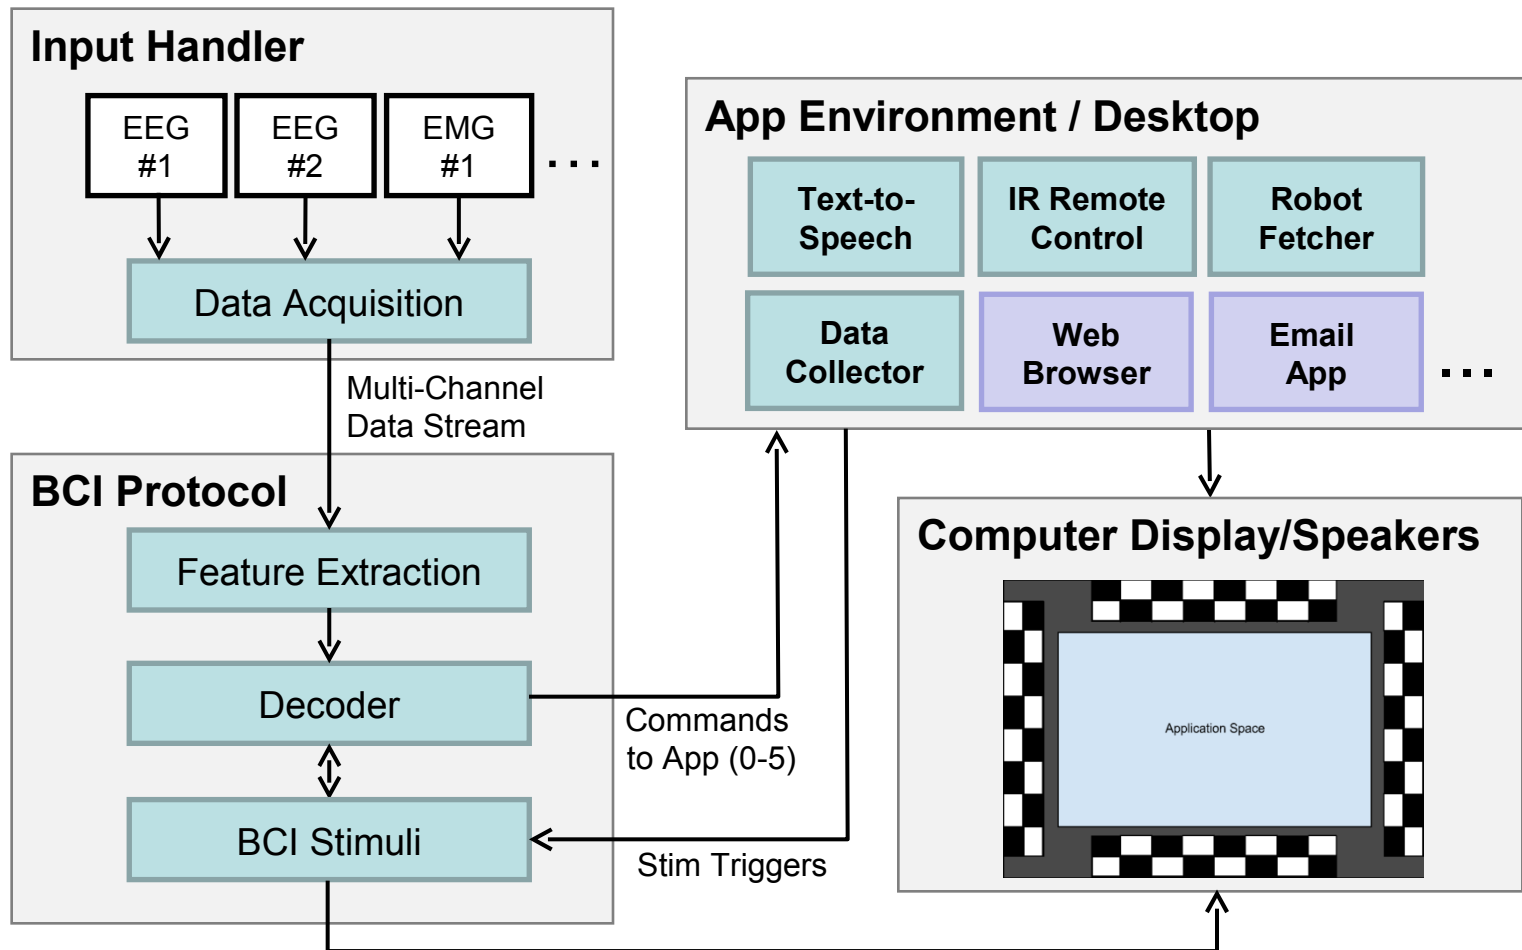 Input Handler
EEG
#1
EEG
#2
EMG
#1
...
Data Acquisition
Multi-Channel
Data Stream
BCI Protocol
Feature Extraction
Decoder
BCI Stimuli
Commands
to App (0-5)
Stim Triggers
App Environment / Desktop
Text-to-
Speech
IR Remote
Control
Robot
Fetcher
Data
Collector
Web
Browser
Email
App
...
Computer Display/Speakers
Application Space